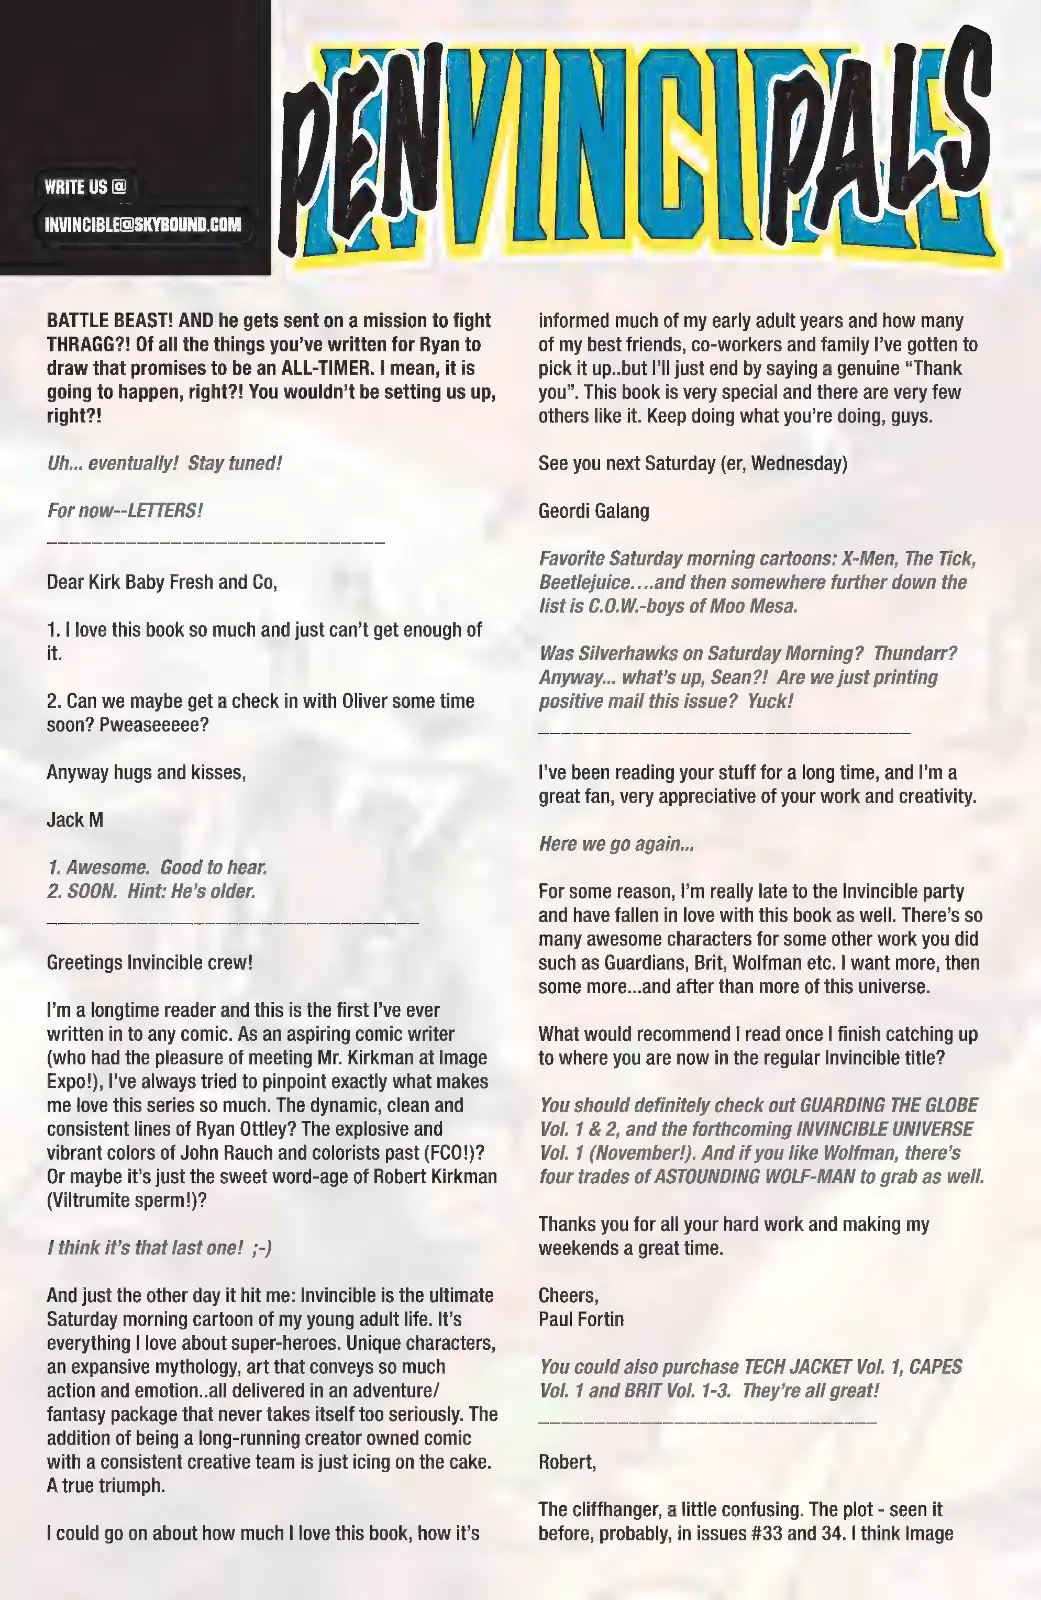 PENVINCIPALS
WRITE US @
INVINCIBLE@SKYBOUND.COM
BATTLE BEAST! AND he gets sent on a mission to fight
THRAGG?! Of all the things you've written for Ryan to
draw that promises to be an ALL-TIMER. I mean, it is
going to happen, right?! You wouldn't be setting us up,
right?!
Uh... eventually! Stay tuned!
For now--LETTERS!
______________________________
Dear Kirk Baby Fresh and Co,
1. I love this book so much and just can't get enough of
it.
2. Can we maybe get a check in with Oliver some time
soon? Pweaseeeee?
Anyway hugs and kisses,
Jack M
1. Awesome. Good to hear.
2. SOON. Hint: He's older.
_________________________________
Greetings Invincible crew!
I'm a longtime reader and this is the first I've ever
written in to any comic. As an aspiring comic writer
(who had the pleasure of meeting Mr. Kirkman at Image
Expo!), I've always tried to pinpoint exactly what makes
me love this series so much. The dynamic, clean and
consistent lines of Ryan Ottley? The explosive and
vibrant colors of John Rauch and colorists past (FCO!)?
Or maybe it's just the sweet word-age of Robert Kirkman
(Viltrumite sperm!)?
I think it's that last one! ;-)
And just the other day it hit me: Invincible is the ultimate
Saturday morning cartoon of my young adult life. It's
everything I love about super-heroes. Unique characters,
an expansive mythology, art that conveys so much
action and emotion..all delivered in an adventure/
fantasy package that never takes itself too seriously. The
addition of being a long-running creator owned comic
with a consistent creative team is just icing on the cake.
A true triumph.
I could go on about how much I love this book, how it's
informed much of my early adult years and how many
of my best friends, co-workers and family I've gotten to
pick it up..but I'll just end by saying a genuine "Thank
you". This book is very special and there are very few
others like it. Keep doing what you're doing, guys.
See you next Saturday (er, Wednesday)
Geordi Galang
Favorite Saturday morning cartoons: X-Men, The Tick,
Beetlejuice....and then somewhere further down the
list is C.O.W.-boys of Moo Mesa.
Was Silverhawks on Saturday Morning? Thundarr?
Anyway... what's up, Sean?! Are we just printing
positive mail this issue? Yuck!
_________________________________
I've been reading your stuff for a long time, and I'm a
great fan, very appreciative of your work and creativity.
Here we go again...
For some reason, I'm really late to the Invincible party
and have fallen in love with this book as well. There's so
many awesome characters for some other work you did
such as Guardians, Brit, Wolfman etc. I want more, then
some more...and after than more of this universe.
What would recommend I read once I finish catching up
to where you are now in the regular Invincible title?
You should definitely check out GUARDING THE GLOBE
Vol. 1 & 2, and the forthcoming INVINCIBLE UNIVERSE
Vol. 1 (November!). And if you like Wolfman, there's
four trades of ASTOUNDING WOLF-MAN to grab as well.
Thanks you for all your hard work and making my
weekends a great time.
Cheers,
Paul Fortin
You could also purchase TECH JACKET Vol. 1, CAPES
Vol. 1 and BRIT Vol. 1-3. They're all great!
______________________________
Robert,
The cliffhanger, a little confusing. The plot - seen it
before, probably, in issues #33 and 34. I think Image